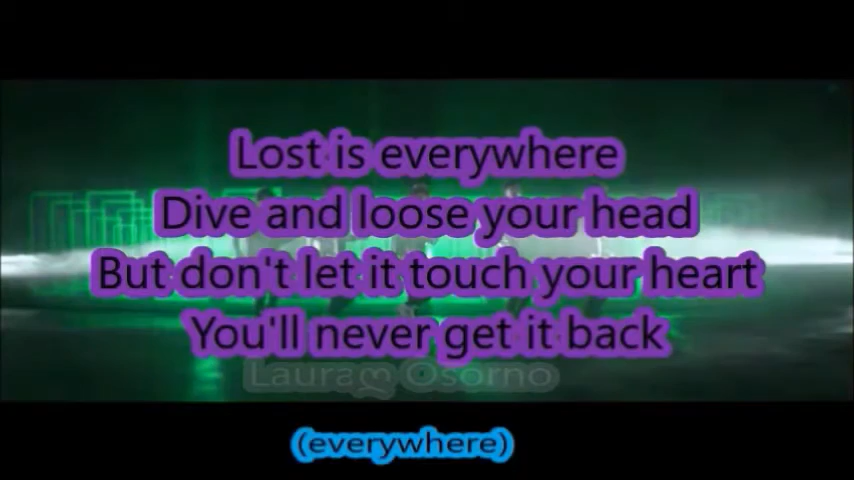 Lost is everywhere
Dive and loose your head
But don't let it touch your heart
You'll never get it back
Lauraღ Osorno
(everywhere)